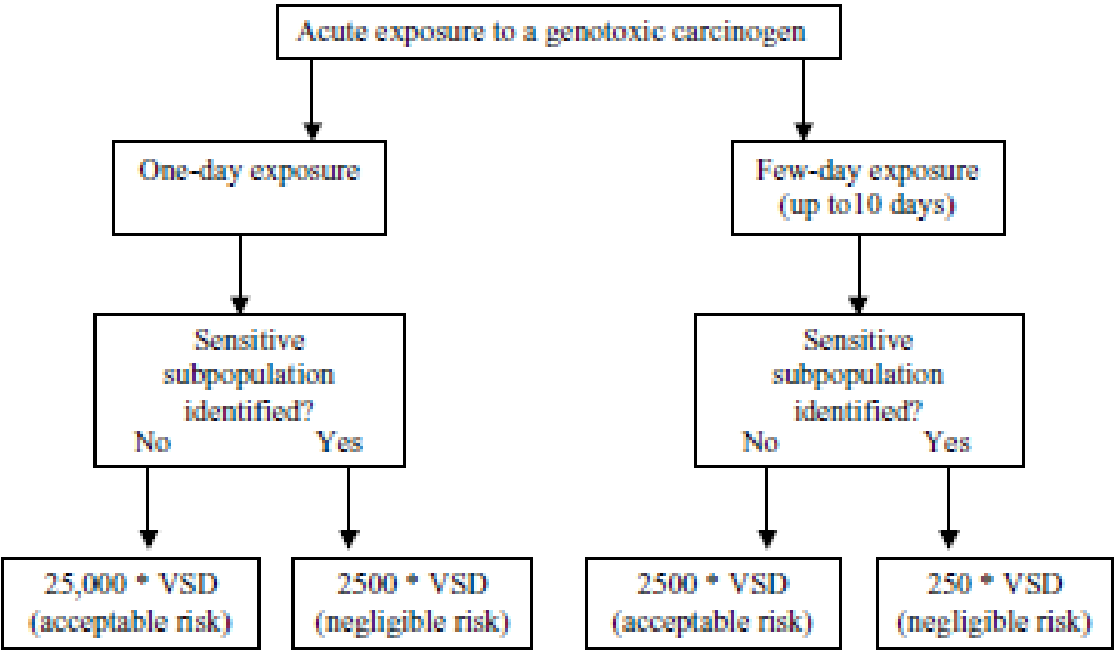 Acute exposure to a genotoxic carcinogen
One-day exposure
Few-day exposure
(up to10 days)
Sensitive
subpopulation
identified?
No Yes
Sensitive
subpopulation
identified?
No Yes
25,000 * VSD
(acceptable risk)
2500 * VSD
(negligible risk)
2500 * VSD
(acceptable risk)
250 * VSD
(negligible risk)